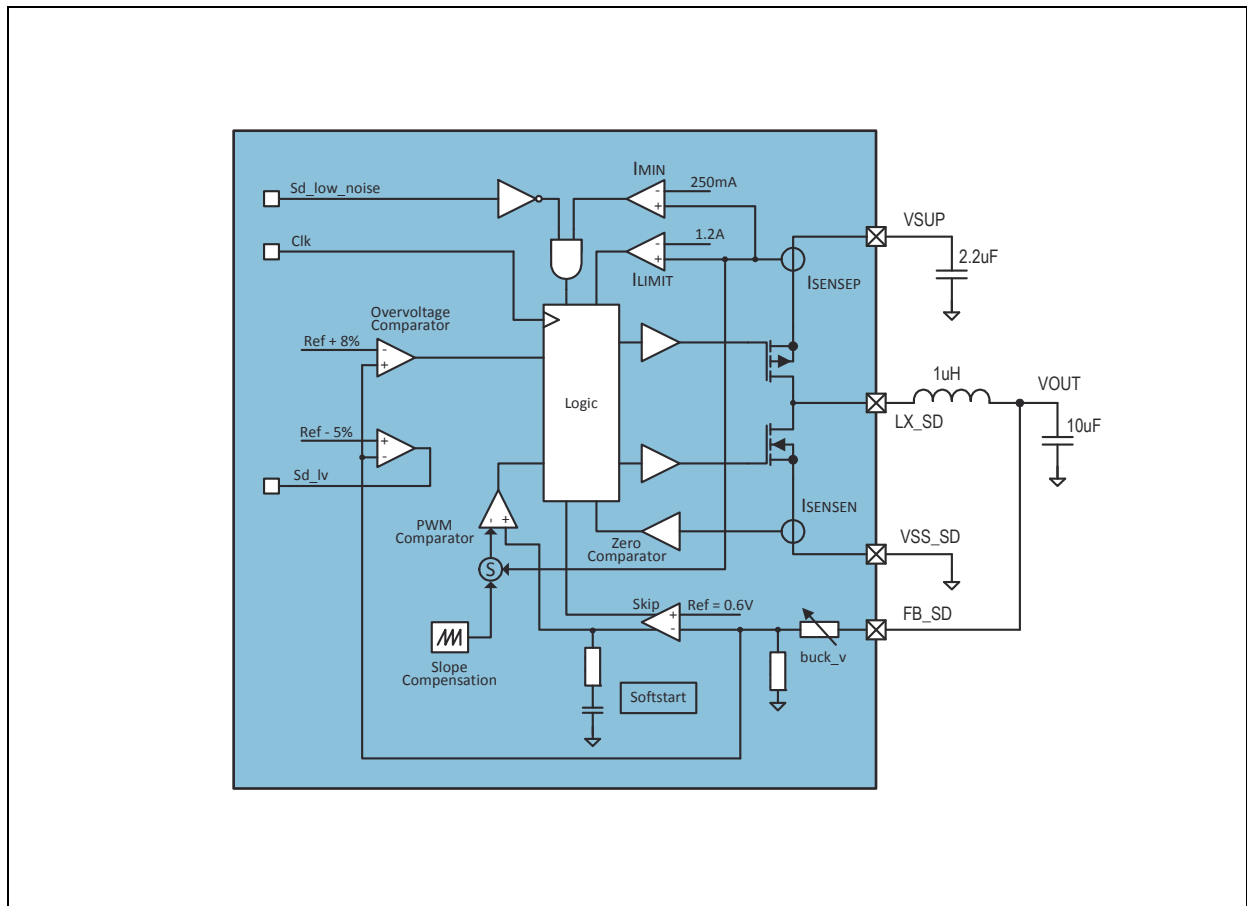 IMIN
250mA
-
+
Sd_low_noise
VSUP
Clk
1.2A
-
+
2.2uF
ILIMIT
ISENSEP
Overvoltage
Comparator
Ref + 8%
-
+
1uH
VOUT
Logic
LX_SD
10uF
Ref - 5%
+
-
Sd_lv
ISENSEN
PWM
Comparator
- +
Zero
Comparator
VSS_SD
S
Skip
Ref = 0.6V
+
-
FB_SD
buck_v
Slope
Compensation
Softstart